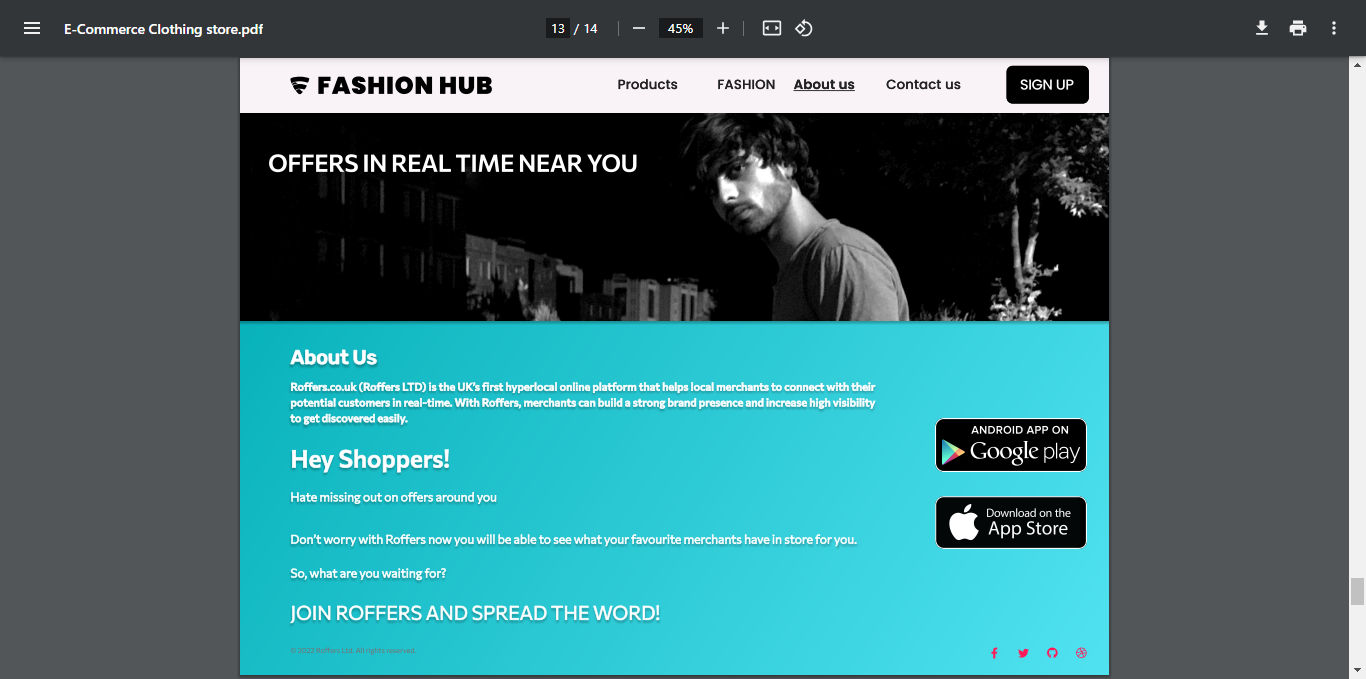 E-Commerce Clothing store.pdf
13 / 14
45%
FASHION HUB
Products
FASHION
About us
Contact us
SIGN UP
OFFERS IN REAL TIME NEAR YOU
About Us
Roffers.co.uk (Roffers LTD) is the UK's first hyperlocal online platform that helps local merchants to connect with their
potential customers in real-time. With Roffers, merchants can build a strong brand presence and increase high visibility
to get discovered easily.
ANDROID APP ON
Google play
Hey Shoppers!
Hate missing out on offers around you
Download on the
App Store
Don't worry with Roffers now you will be able to see what your favourite merchants have in store for you.
So, what are you waiting for?
JOIN ROFFERS AND SPREAD THE WORD!
© 2022 Roffers Ltd. All rights reserved.